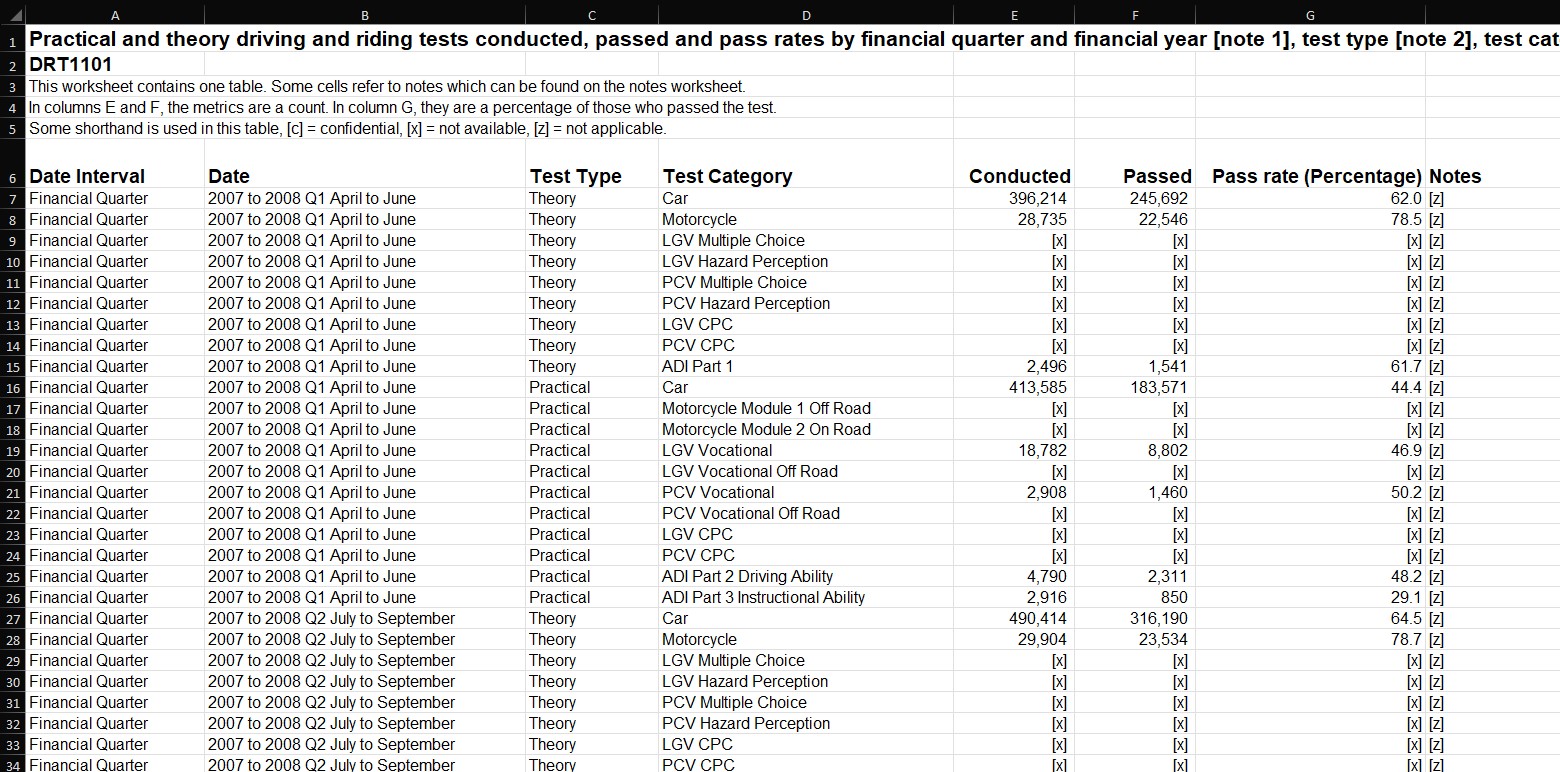 A B C D E F G
1 Practical and theory driving and riding tests conducted, passed and pass rates by financial quarter and financial year [note 1], test type [note 2], test cat
2 DRT1101
3 This worksheet contains one table. Some cells refer to notes which can be found on the notes worksheet.
4 In columns E and F, the metrics are a count. In column G, they are a percentage of those who passed the test.
5 Some shorthand is used in this table, [c] = confidential, [x] = not available, [z] = not applicable.
6 Date Interval Date Test Type Test Category Conducted Passed Pass rate (Percentage) Notes
7 Financial Quarter 2007 to 2008 Q1 April to June Theory Car 396,214 245,692 62.0 [z]
8 Financial Quarter 2007 to 2008 Q1 April to June Theory Motorcycle 28,735 22,546 78.5 [z]
9 Financial Quarter 2007 to 2008 Q1 April to June Theory LGV Multiple Choice [x] [x] [x] [z]
10 Financial Quarter 2007 to 2008 Q1 April to June Theory LGV Hazard Perception [x] [x] [x] [z]
11 Financial Quarter 2007 to 2008 Q1 April to June Theory PCV Multiple Choice [x] [x] [x] [z]
12 Financial Quarter 2007 to 2008 Q1 April to June Theory PCV Hazard Perception [x] [x] [x] [z]
13 Financial Quarter 2007 to 2008 Q1 April to June Theory LGV CPC [x] [x] [x] [z]
14 Financial Quarter 2007 to 2008 Q1 April to June Theory PCV CPC [x] [x] [x] [z]
15 Financial Quarter 2007 to 2008 Q1 April to June Theory ADI Part 1 2,496 1,541 61.7 [z]
16 Financial Quarter 2007 to 2008 Q1 April to June Practical Car 413,585 183,571 44.4 [z]
17 Financial Quarter 2007 to 2008 Q1 April to June Practical Motorcycle Module 1 Off Road [x] [x] [x] [z]
18 Financial Quarter 2007 to 2008 Q1 April to June Practical Motorcycle Module 2 On Road [x] [x] [x] [z]
19 Financial Quarter 2007 to 2008 Q1 April to June Practical LGV Vocational 18,782 8,802 46.9 [z]
20 Financial Quarter 2007 to 2008 Q1 April to June Practical LGV Vocational Off Road [x] [x] [x] [z]
21 Financial Quarter 2007 to 2008 Q1 April to June Practical PCV Vocational 2,908 1,460 50.2 [z]
22 Financial Quarter 2007 to 2008 Q1 April to June Practical PCV Vocational Off Road [x] [x] [x] [z]
23 Financial Quarter 2007 to 2008 Q1 April to June Practical LGV CPC [x] [x] [x] [z]
24 Financial Quarter 2007 to 2008 Q1 April to June Practical PCV CPC [x] [x] [x] [z]
25 Financial Quarter 2007 to 2008 Q1 April to June Practical ADI Part 2 Driving Ability 4,790 2,311 48.2 [z]
26 Financial Quarter 2007 to 2008 Q1 April to June Practical ADI Part 3 Instructional Ability 2,916 850 29.1 [z]
27 Financial Quarter 2007 to 2008 Q2 July to September Theory Car 490,414 316,190 64.5 [z]
28 Financial Quarter 2007 to 2008 Q2 July to September Theory Motorcycle 29,904 23,534 78.7 [z]
29 Financial Quarter 2007 to 2008 Q2 July to September Theory LGV Multiple Choice [x] [x] [x] [z]
30 Financial Quarter 2007 to 2008 Q2 July to September Theory LGV Hazard Perception [x] [x] [x] [z]
31 Financial Quarter 2007 to 2008 Q2 July to September Theory PCV Multiple Choice [x] [x] [x] [z]
32 Financial Quarter 2007 to 2008 Q2 July to September Theory PCV Hazard Perception [x] [x] [x] [z]
33 Financial Quarter 2007 to 2008 Q2 July to September Theory LGV CPC [x] [x] [x] [z]
34 Financial Quarter 2007 to 2008 Q2 July to September Theory PCV CPC [x] [x] [x] [z]